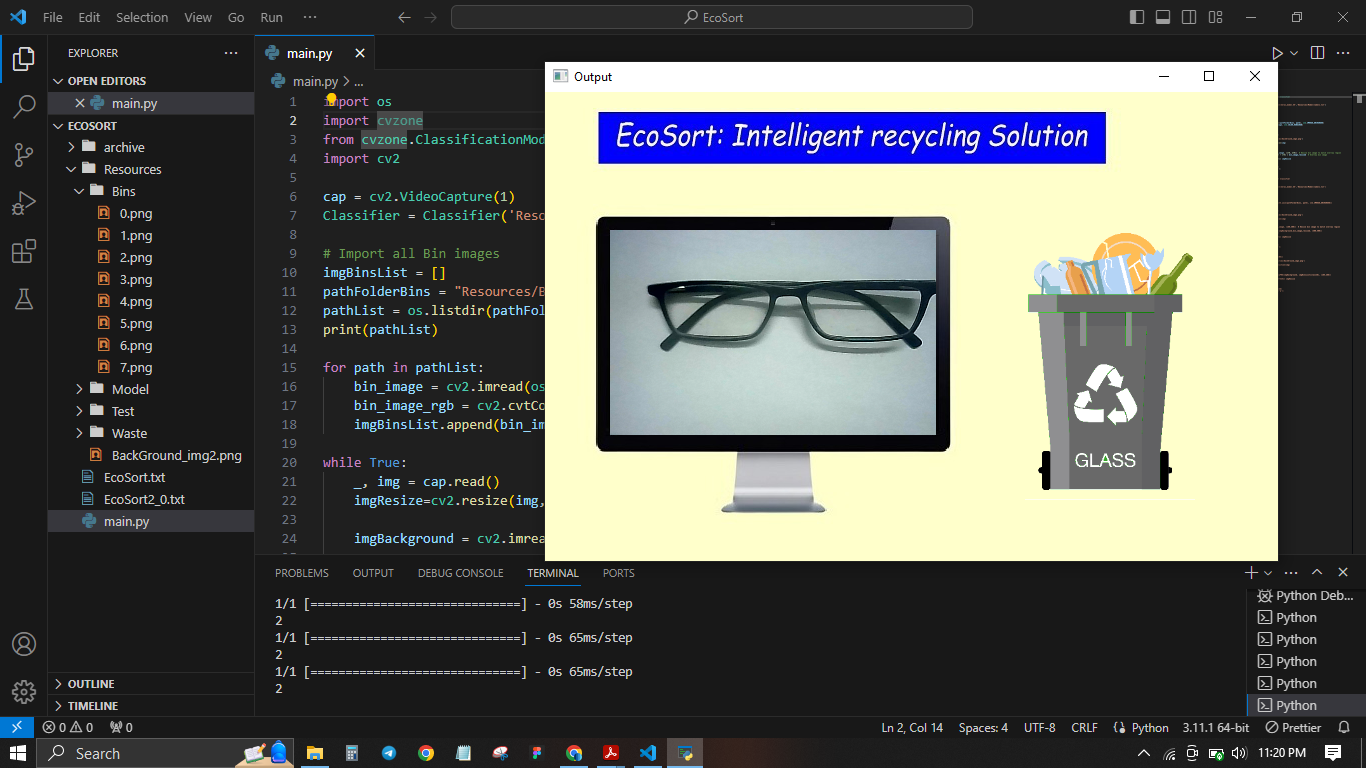 File Edit Selection View Go Run ···
EcoSort
EXPLORER ···
OPEN EDITORS
main.py
ECOSORT
archive
Resources
Bins
0.png
1.png
2.png
3.png
4.png
5.png
6.png
7.png
Model
Test
Waste
BackGround_img2.png
EcoSort.txt
EcoSort2_0.txt
main.py
OUTLINE
TIMELINE
main.py
main.py > ...
1 import os
2 import cvzone
3 from cvzone.ClassificationMod
4 import cv2
5
6 cap = cv2.VideoCapture(1)
7 Classifier = Classifier('Reso
8
9 # Import all Bin images
10 imgBinsList = []
11 pathFolderBins = "Resources/B
12 pathList = os.listdir(pathFol
13 print(pathList)
14
15 for path in pathList:
16 bin_image = cv2.imread(os
17 bin_image_rgb = cv2.cvtCo
18 imgBinsList.append(bin_im
19
20 while True:
21 _, img = cap.read()
22 imgResize=cv2.resize(img,
23
24 imgBackground = cv2.imrea
Output
EcoSort: Intelligent recycling Solution
GLASS
PROBLEMS OUTPUT DEBUG CONSOLE TERMINAL PORTS
1/1 [==============================] - 0s 58ms/step
2
1/1 [==============================] - 0s 65ms/step
2
1/1 [==============================] - 0s 65ms/step
2
Python Deb...
Python
Python
Python
Python
Python
0 0 0 Ln 2, Col 14 Spaces: 4 UTF-8 CRLF Python 3.11.1 64-bit Prettier
Search 11:20 PM